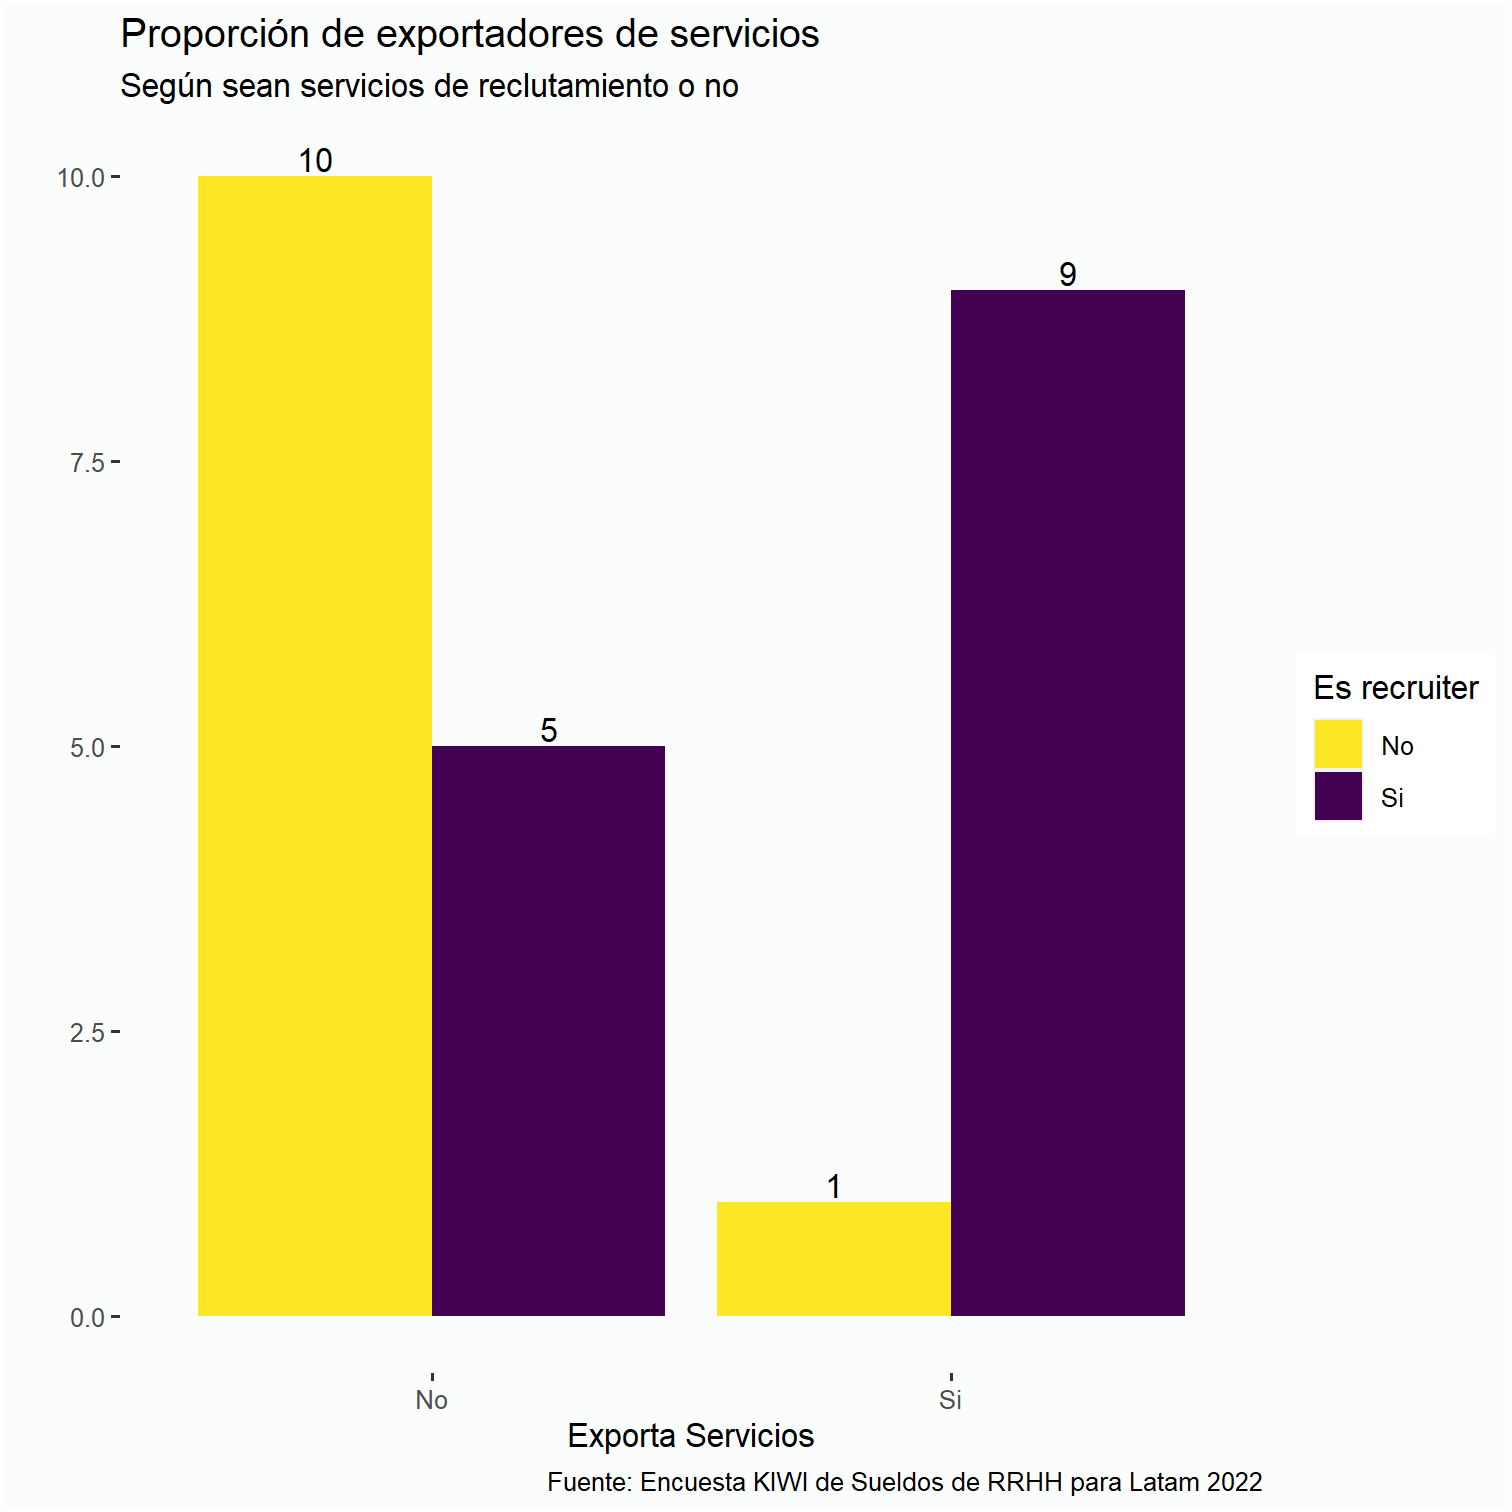 Proporción de exportadores de servicios
Según sean servicios de reclutamiento o no
10
9
5
1
10.0
7.5
5.0
2.5
0.0
No
Si
Exporta Servicios
Es recruiter
No
Si
Fuente: Encuesta KIWI de Sueldos de RRHH para Latam 2022